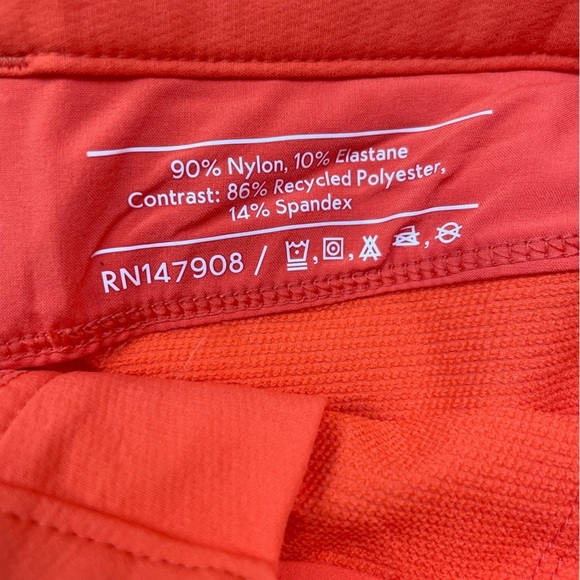 90% Nylon, 10% Elastane
Contrast: 86% Recycled Polyester,
14% Spandex
RN147908 /